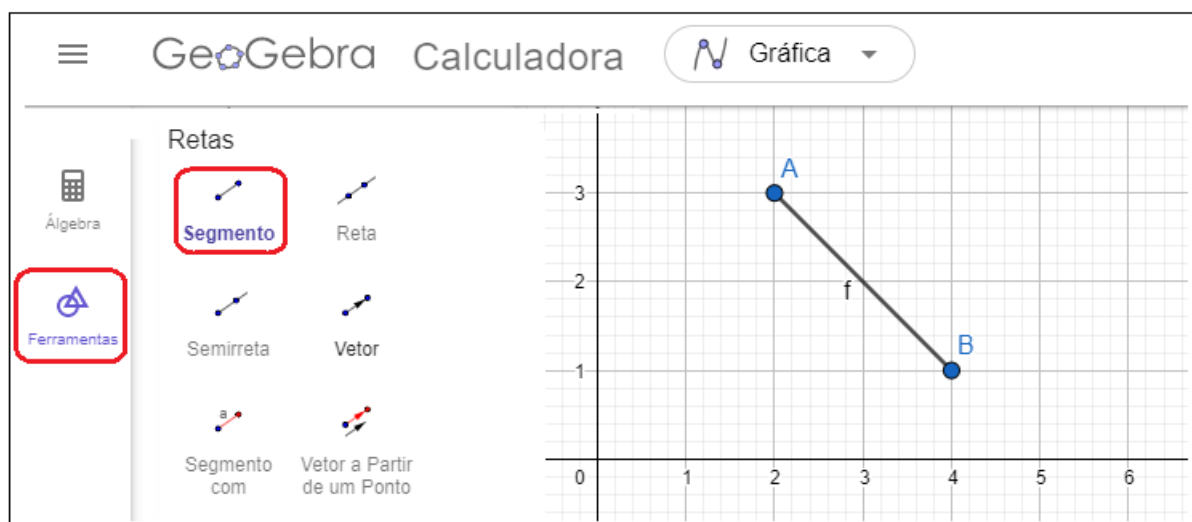 GeoGebra Calculadora Gráfica
Álgebra
Ferramentas
Retas
Segmento
Reta
Semirreta
Vetor
a
Segmento
com
Vetor a Partir
de um Ponto
A
3
2
f
B
1
0 1 2 3 4 5 6